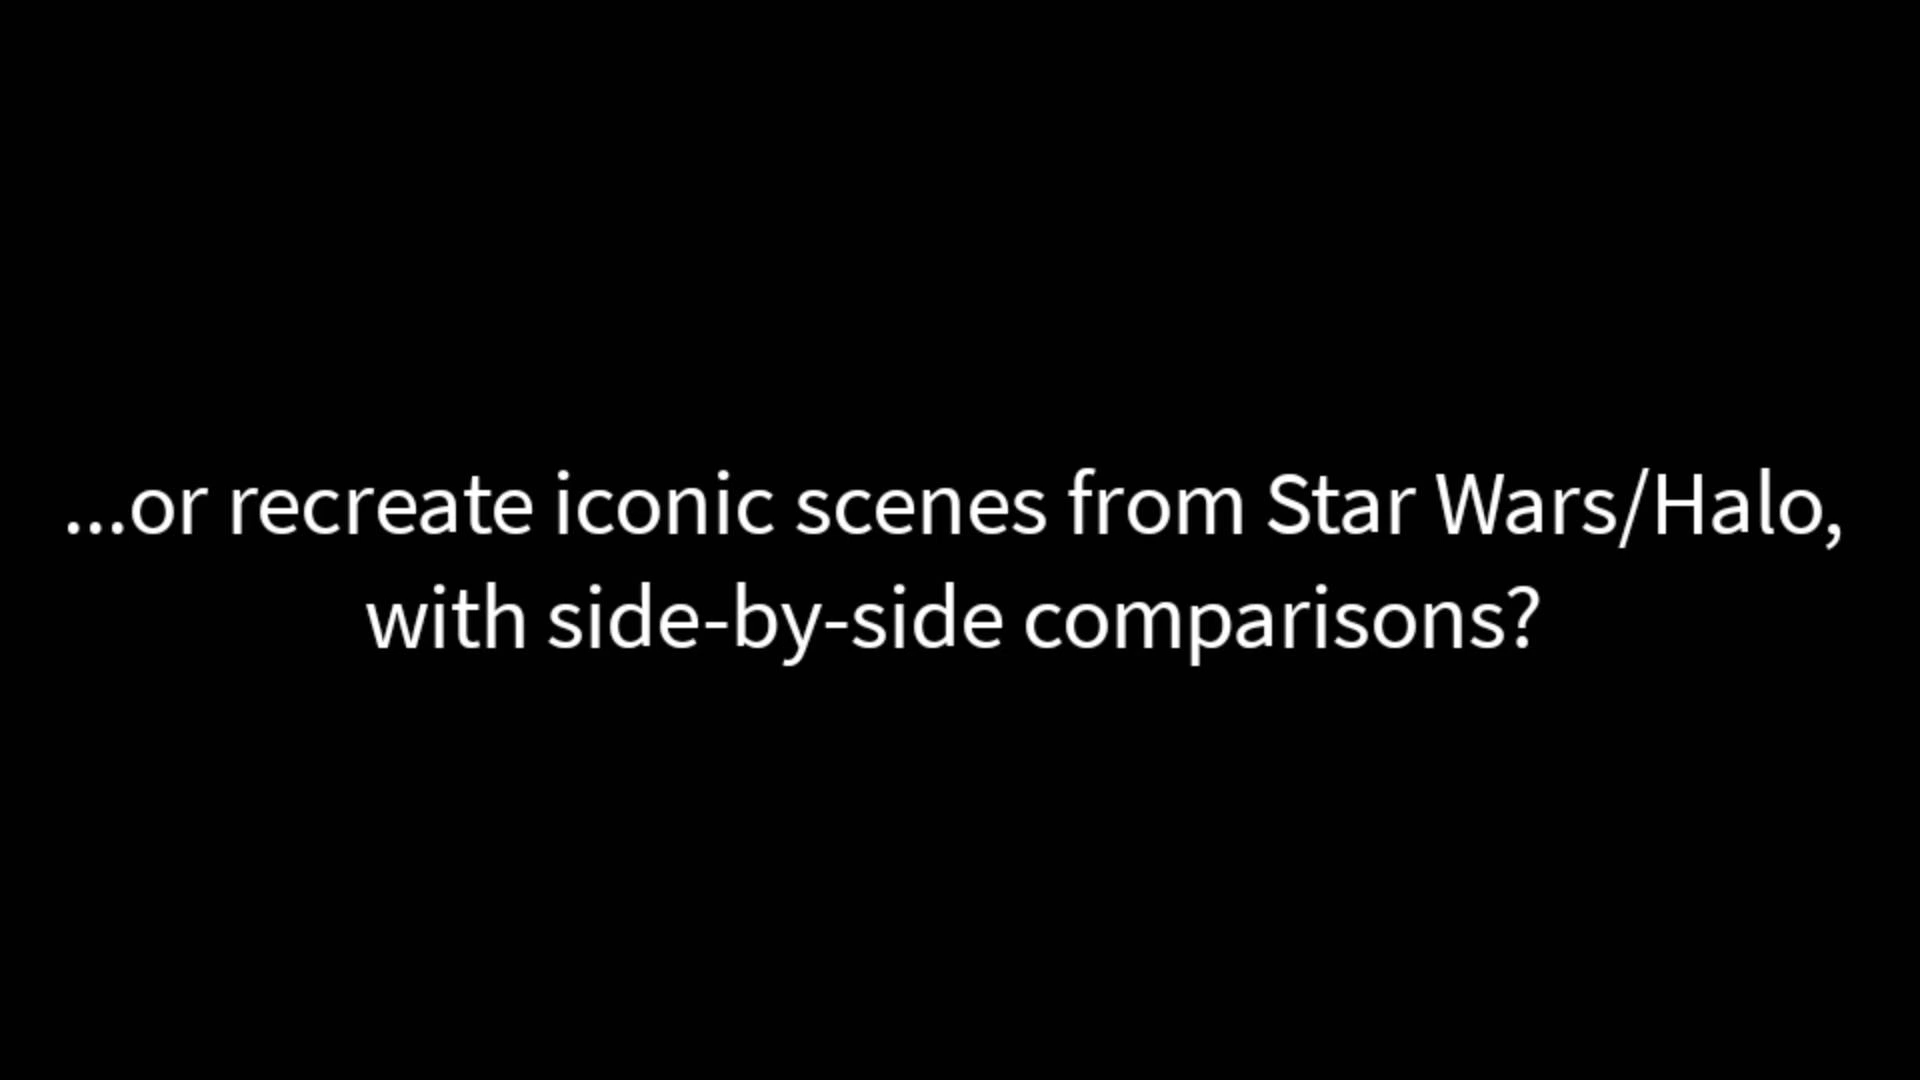 ...or recreate iconic scenes from Star Wars/Halo,
with side-by-side comparisons?